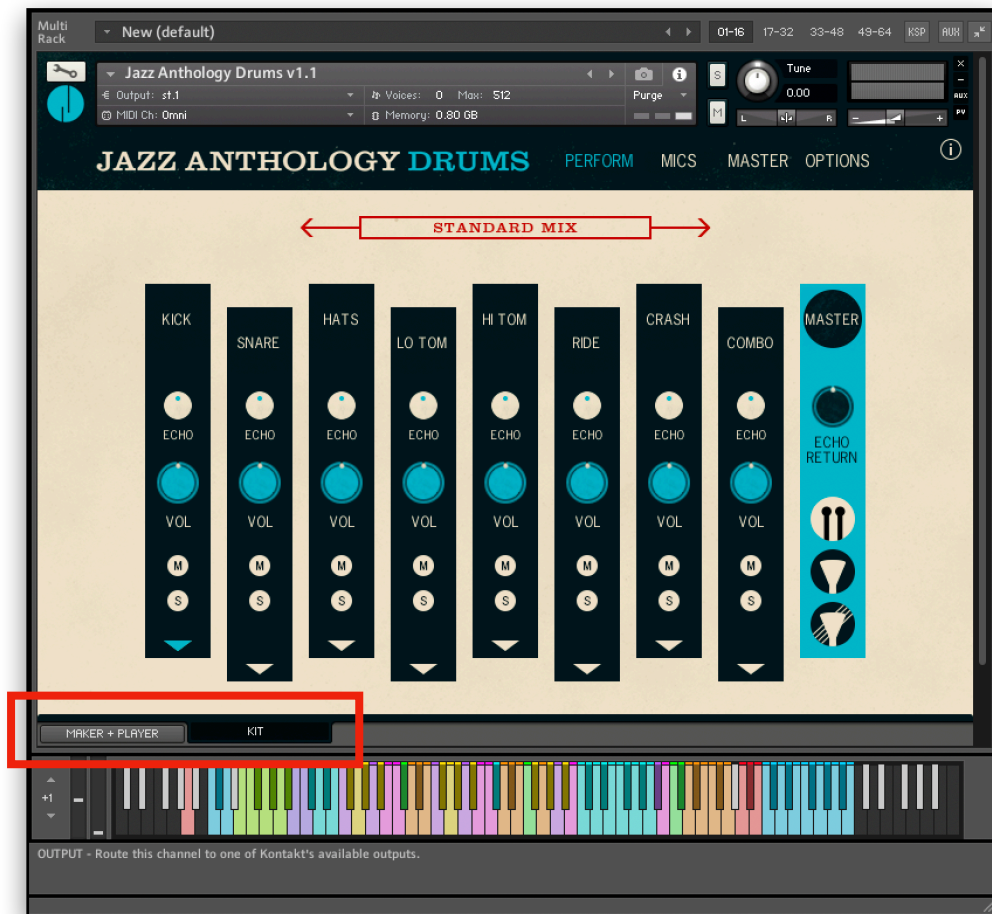 Multi Rack
New (default)
01-16 17-32 33-48 49-64 KSP AUX
Jazz Anthology Drums v1.1
Output: st.1
Voices: 0 Max: 512
Purge
MIDI Ch: Omni
Memory: 0.80 GB
S
M
Tune
0.00
L R
- +
×
–
AUX
PV
JAZZ ANTHOLOGY DRUMS
PERFORM MICS MASTER OPTIONS
i
STANDARD MIX
KICK SNARE HATS LO TOM HI TOM RIDE CRASH COMBO MASTER
ECHO ECHO ECHO ECHO ECHO ECHO ECHO ECHO ECHO RETURN
VOL VOL VOL VOL VOL VOL VOL VOL
M M M M M M M M
S S S S S S S S
MAKER + PLAYER KIT
+1
OUTPUT - Route this channel to one of Kontakt's available outputs.